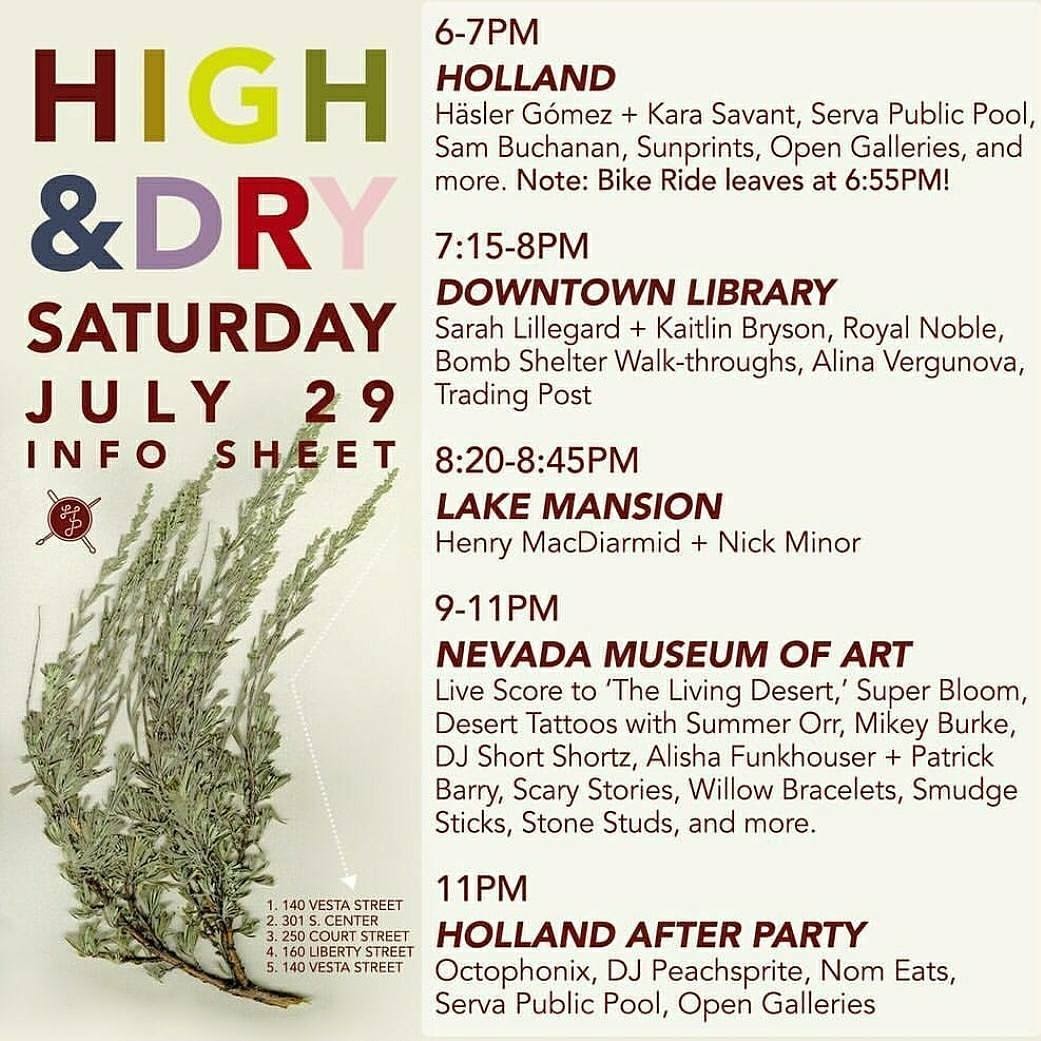 HIGH
&DRY
SATURDAY
JULY 29
INFO SHEET
1. 140 VESTA STREET
2. 301 S. CENTER
3. 250 COURT STREET
4. 160 LIBERTY STREET
5. 140 VESTA STREET
6-7PM
HOLLAND
Häsler Gómez + Kara Savant, Serva Public Pool,
Sam Buchanan, Sunprints, Open Galleries, and
more. Note: Bike Ride leaves at 6:55PM!
7:15-8PM
DOWNTOWN LIBRARY
Sarah Lillegard + Kaitlin Bryson, Royal Noble,
Bomb Shelter Walk-throughs, Alina Vergunova,
Trading Post
8:20-8:45PM
LAKE MANSION
Henry MacDiarmid + Nick Minor
9-11PM
NEVADA MUSEUM OF ART
Live Score to ‘The Living Desert,’ Super Bloom,
Desert Tattoos with Summer Orr, Mikey Burke,
DJ Short Shortz, Alisha Funkhouser + Patrick
Barry, Scary Stories, Willow Bracelets, Smudge
Sticks, Stone Studs, and more.
11PM
HOLLAND AFTER PARTY
Octophonix, DJ Peachsprite, Nom Eats,
Serva Public Pool, Open Galleries